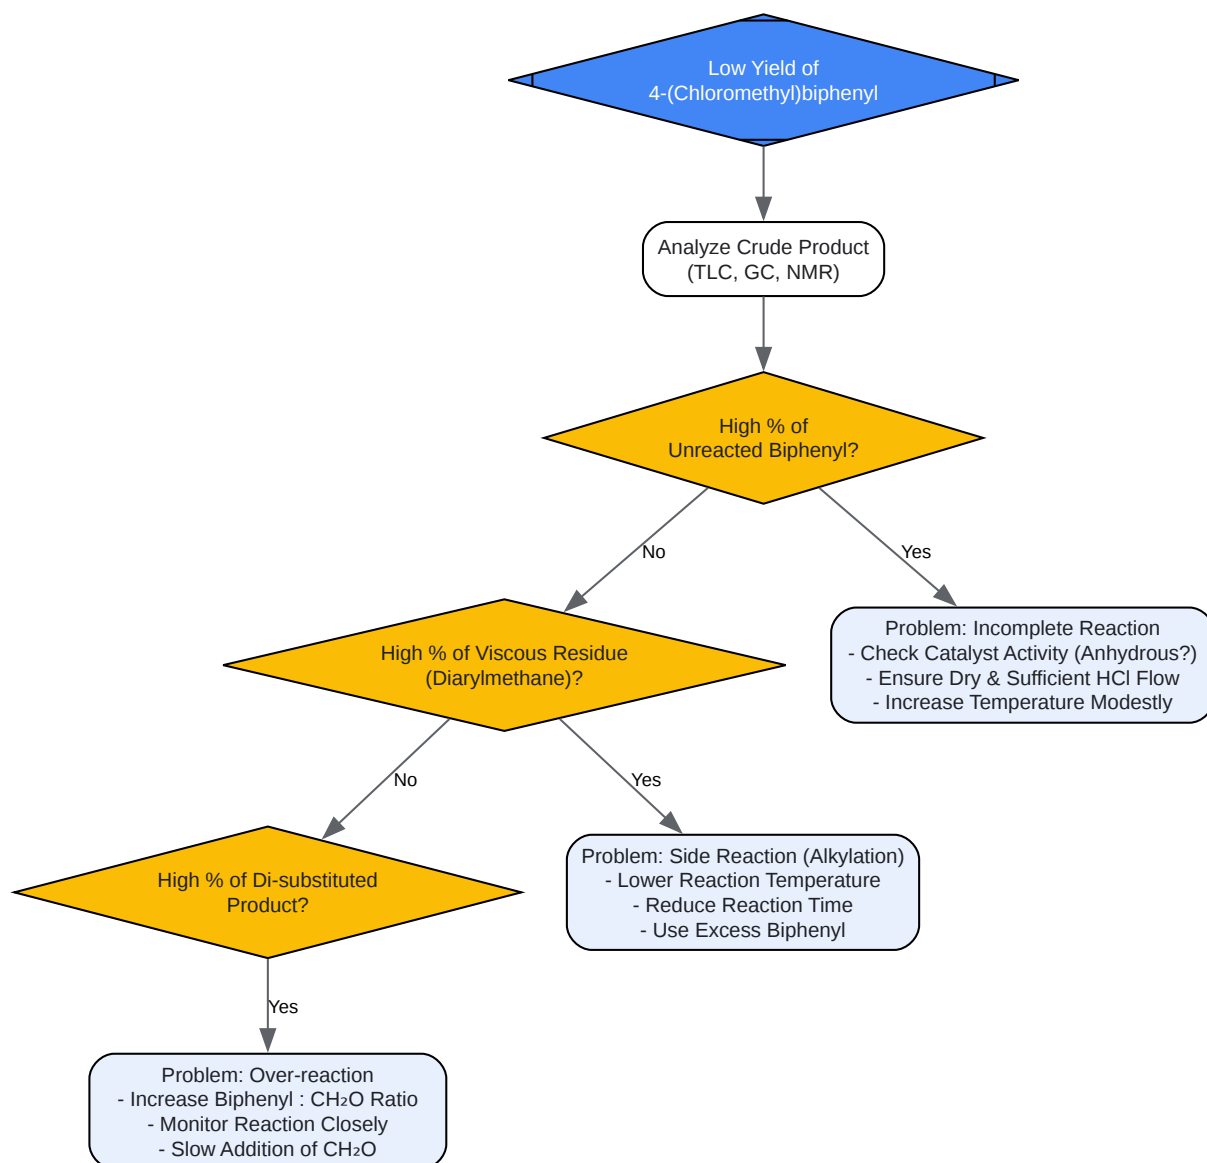 Low Yield of
4-(Chloromethyl)biphenyl
Analyze Crude Product
(TLC, GC, NMR)
High % of
Unreacted Biphenyl?
No
Yes
High % of Viscous Residue
(Diarylmethane)?
Problem: Incomplete Reaction
- Check Catalyst Activity (Anhydrous?)
- Ensure Dry & Sufficient HCl Flow
- Increase Temperature Modestly
No
Yes
High % of Di-substituted
Product?
Problem: Side Reaction (Alkylation)
- Lower Reaction Temperature
- Reduce Reaction Time
- Use Excess Biphenyl
Yes
Problem: Over-reaction
- Increase Biphenyl : CH₂O Ratio
- Monitor Reaction Closely
- Slow Addition of CH₂O